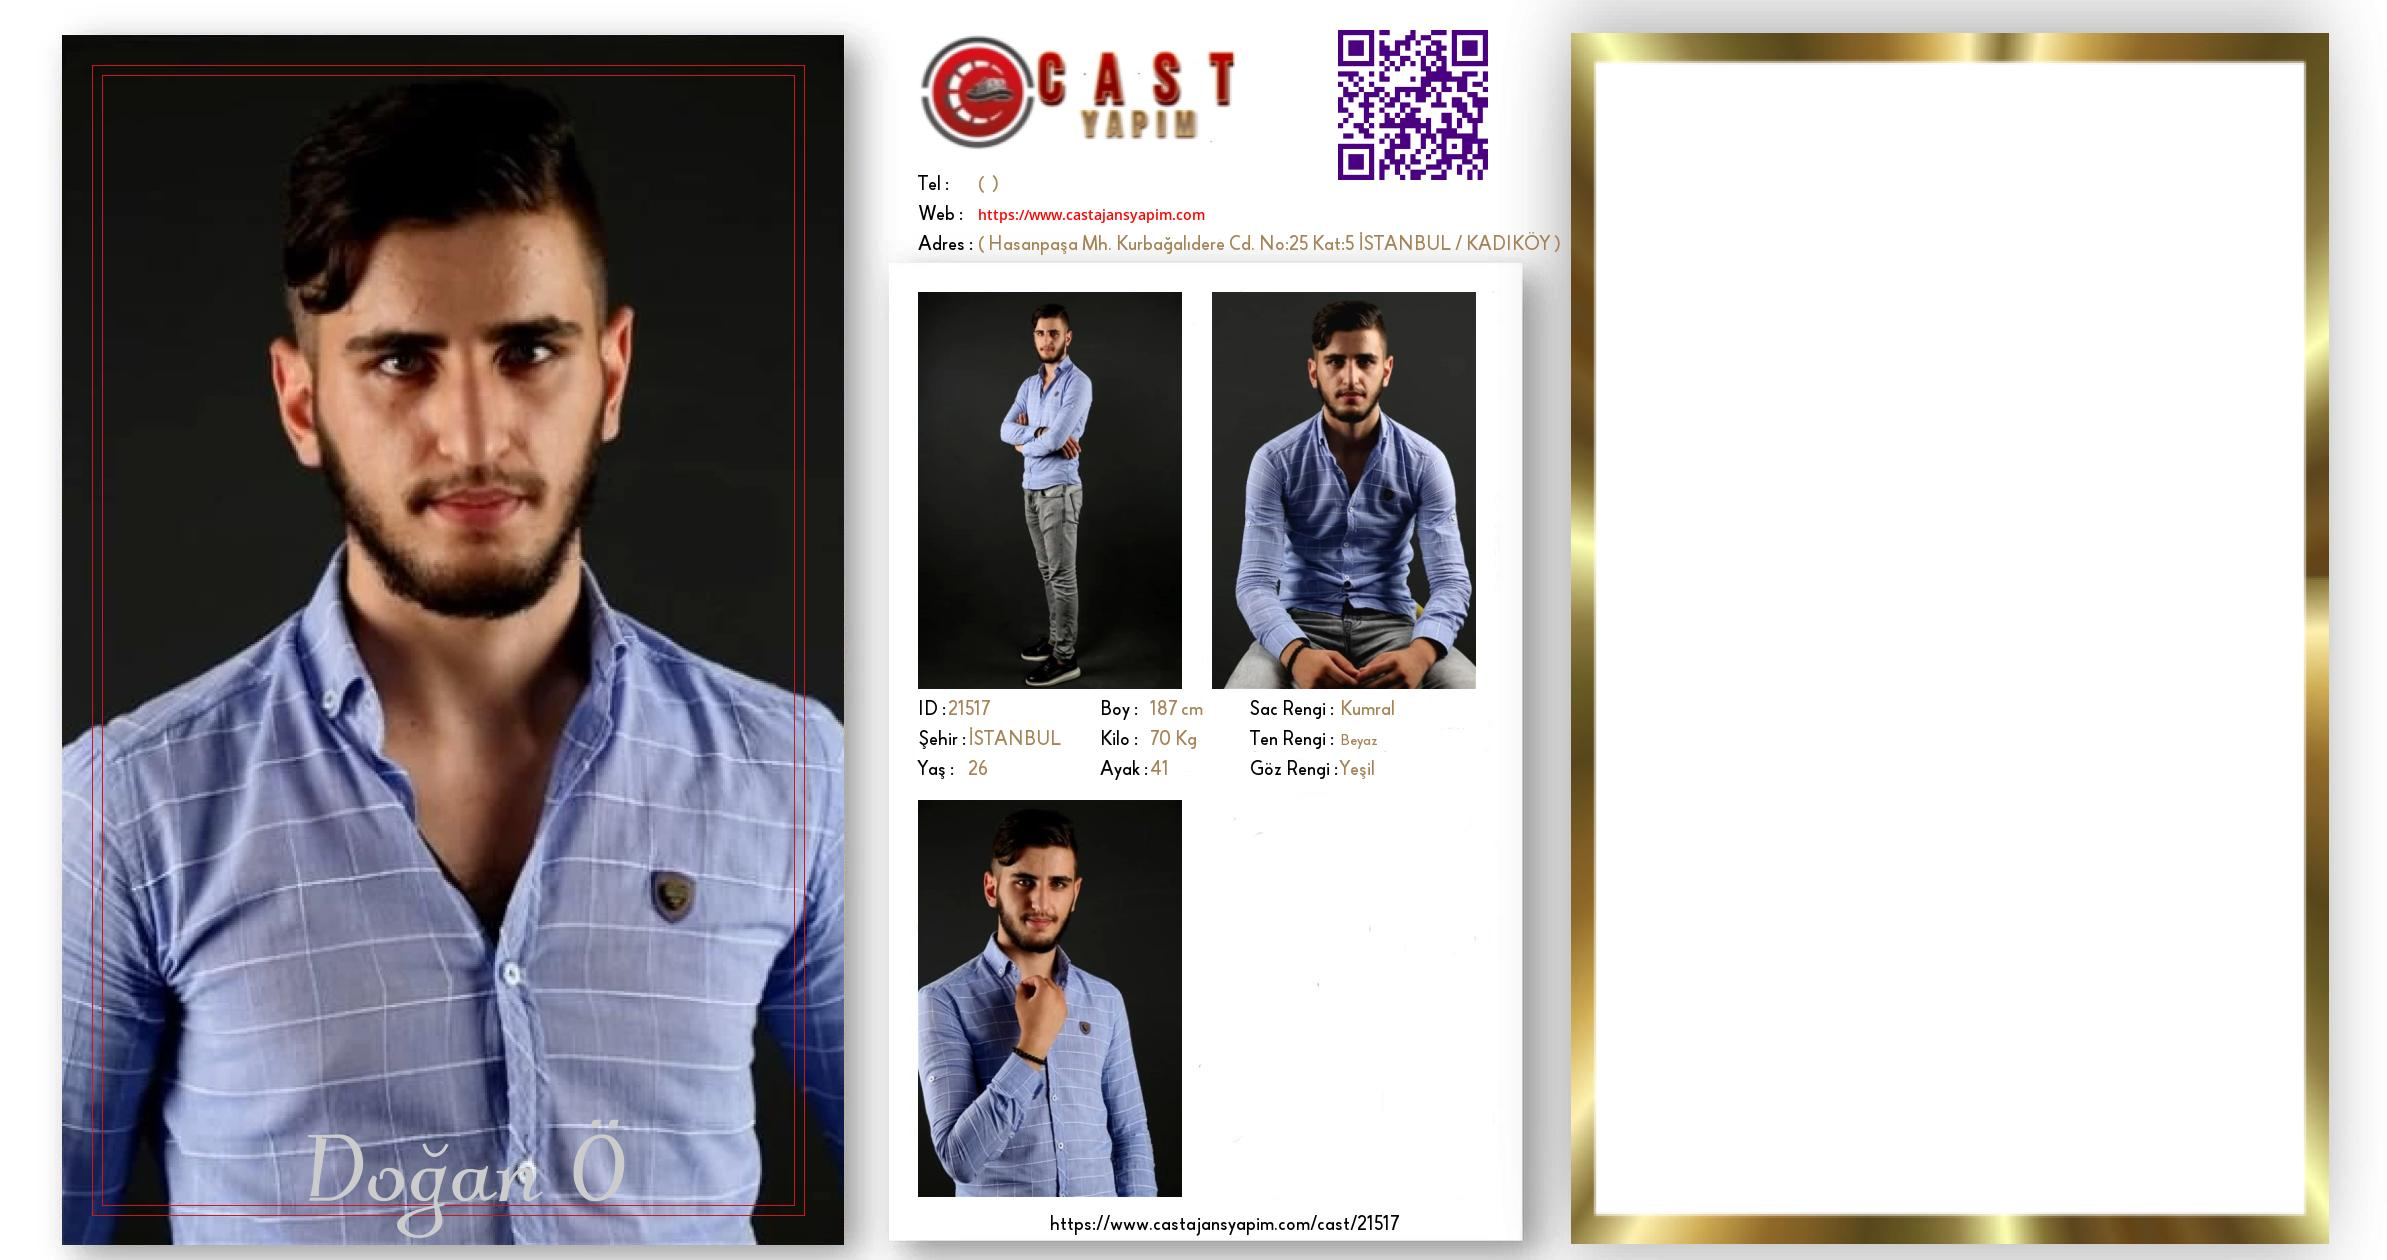 Doğan Ö
CAST
YAPIM
Tel : ( )
Web : https://www.castajansyapim.com
Adres : ( Hasanpaşa Mh. Kurbağalıdere Cd. No:25 Kat:5 İSTANBUL / KADIKÖY )
ID : 21517 Boy : 187 cm Sac Rengi : Kumral
Şehir : İSTANBUL Kilo : 70 Kg Ten Rengi : Beyaz
Yaş : 26 Ayak : 41 Göz Rengi : Yeşil
https://www.castajansyapim.com/cast/21517